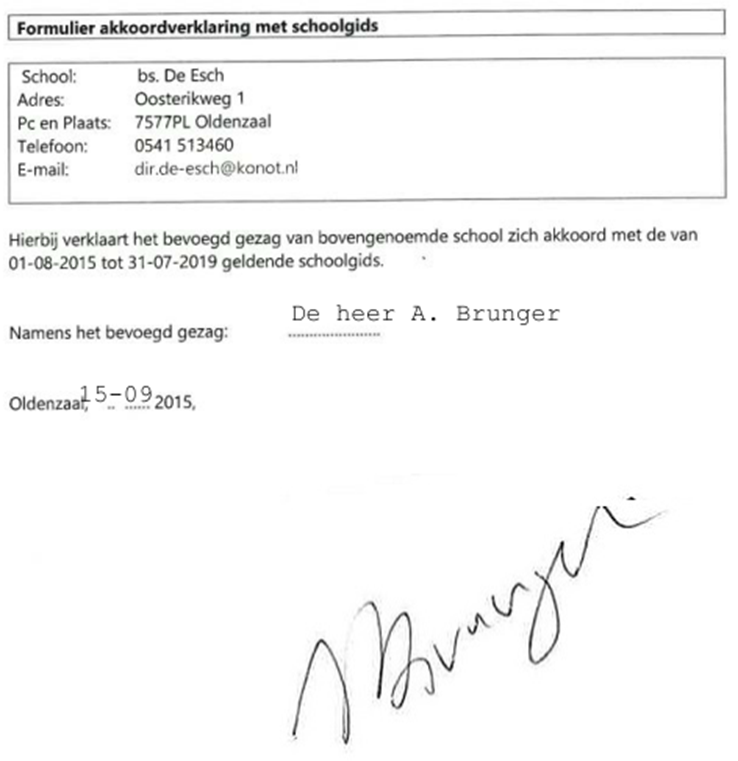 Formulier akkoordverklaring met schoolgids
School: bs. De Esch
Adres: Oosterikweg 1
Pc en Plaats: 7577PL Oldenzaal
Telefoon: 0541 513460
E-mail: dir.de-esch@konot.nl
Hierbij verklaart het bevoegd gezag van bovengenoemde school zich akkoord met de van
01-08-2015 tot 31-07-2019 geldende schoolgids.
Namens het bevoegd gezag: De heer A. Brunger
Oldenzaal, 15-09 2015,
ABrunger